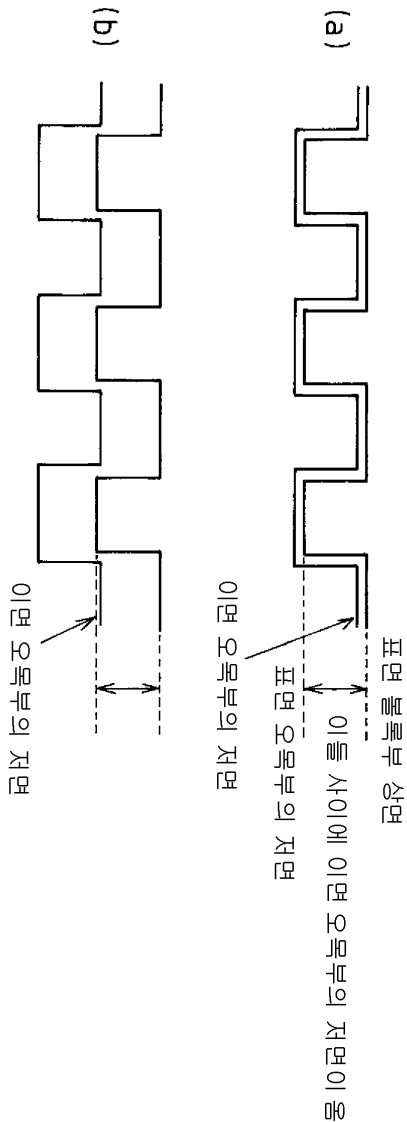 (a)
표면 볼록부 상면
이들 사이에 이면 오목부의 저면이 옴
표면 오목부의 저면
이면 오목부의 저면
(b)
이면 오목부의 저면